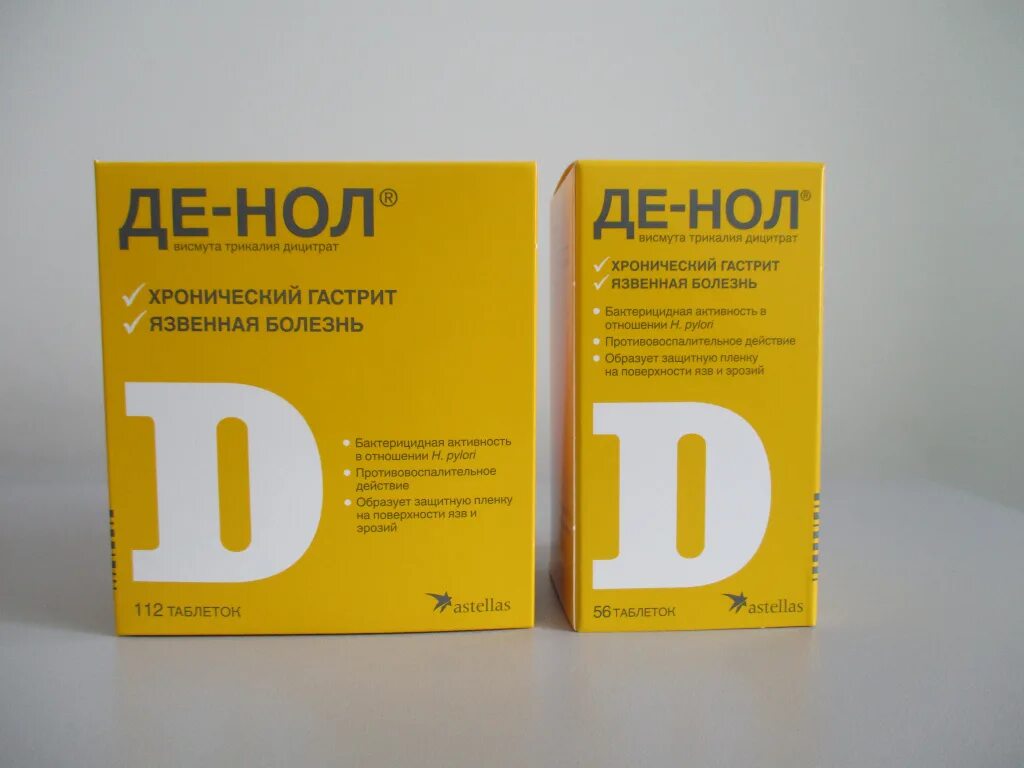 ДЕ-НОЛ®
висмута трикалия дицитрат
ХРОНИЧЕСКИЙ ГАСТРИТ
ЯЗВЕННАЯ БОЛЕЗНЬ
D
Бактерицидная активность
в отношении H. pylori
Противовоспалительное
действие
Образует защитную пленку
на поверхности язв и
эрозий
112 ТАБЛЕТОК
astellas
ДЕ-НОЛ®
висмута трикалия дицитрат
ХРОНИЧЕСКИЙ ГАСТРИТ
ЯЗВЕННАЯ БОЛЕЗНЬ
Бактерицидная активность в
отношении H. pylori
Противовоспалительное действие
Образует защитную пленку
на поверхности язв и эрозий
D
56 ТАБЛЕТОК
astellas